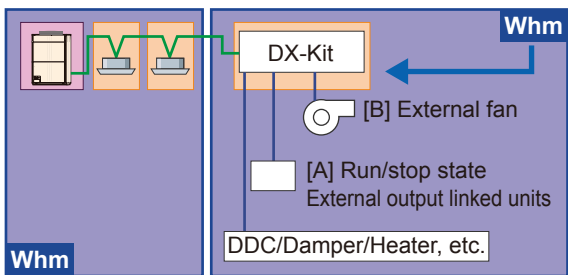 Whm
DX-Kit
[B] External fan
[A] Run/stop state
External output linked units
DDC/Damper/Heater, etc.
Whm